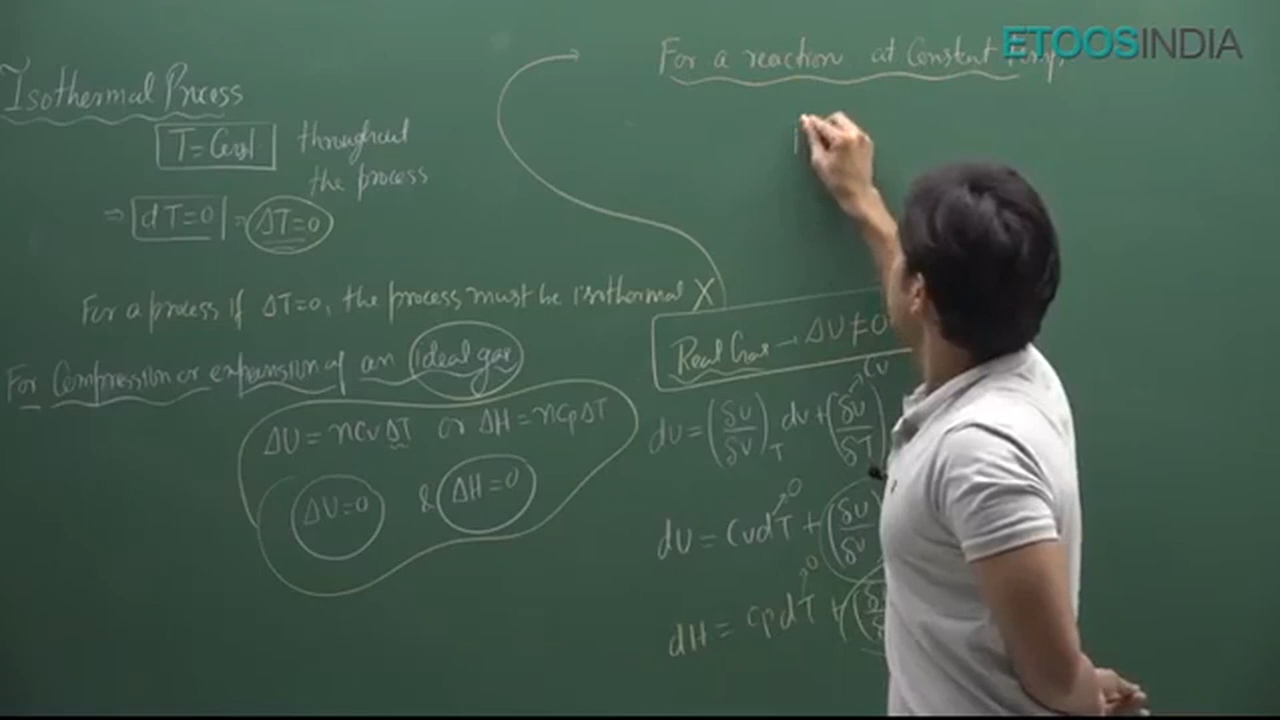 ETOOSINDIA
Isothermal Process
T = Const throughout
the process
⇒ dT=0 ⇒ ΔT=0
For a process if ΔT=0, the process must be isothermal X
For Compression or expansion of an ideal gas
ΔU = nCvΔT or ΔH = nCpΔT
ΔU=0 & ΔH=0
For a reaction at Constant
Real Gas → ΔU ≠ 0
Cv
dU = (δU/δV)T dV + (δU/δT)
0
dU = CvdT + (δU/δV)
0
dH = CpdT +